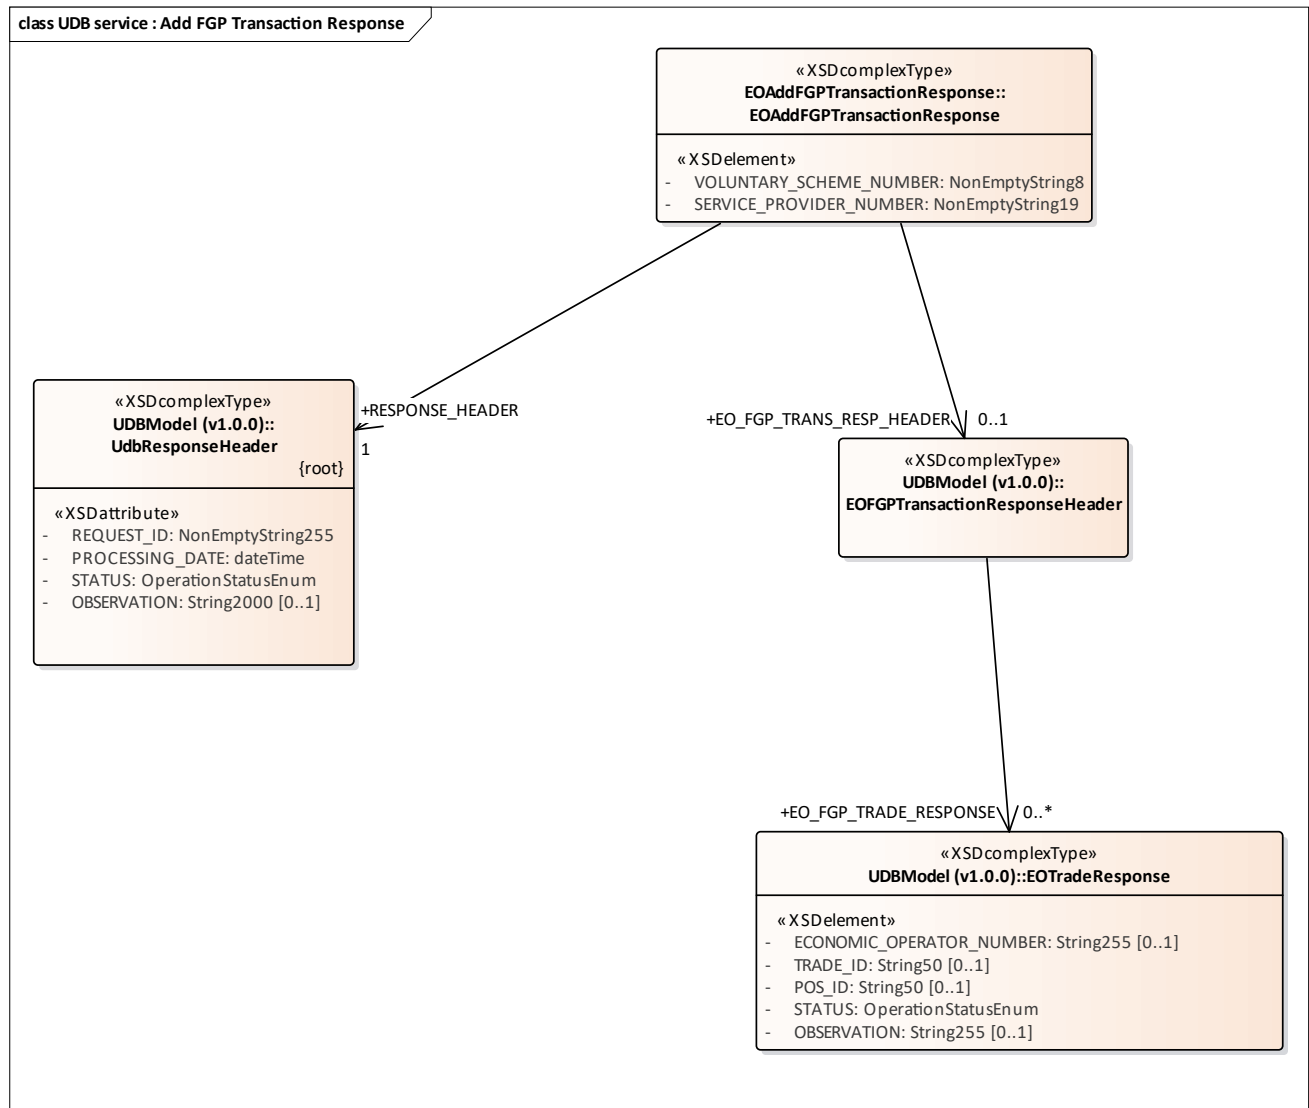 class UDB service : Add FGP Transaction Response
«XSDcomplexType»
EOAddFGPTransactionResponse::
EOAddFGPTransactionResponse
«XSDelement»
- VOLUNTARY_SCHEME_NUMBER: NonEmptyString8
- SERVICE_PROVIDER_NUMBER: NonEmptyString19
+RESPONSE_HEADER
1
«XSDcomplexType»
UDBModel (v1.0.0)::
UdbResponseHeader
{root}
«XSDattribute»
- REQUEST_ID: NonEmptyString255
- PROCESSING_DATE: dateTime
- STATUS: OperationStatusEnum
- OBSERVATION: String2000 [0..1]
+EO_FGP_TRANS_RESP_HEADER 0..1
«XSDcomplexType»
UDBModel (v1.0.0)::
EOFGPTransactionResponseHeader
+EO_FGP_TRADE_RESPONSE 0..*
«XSDcomplexType»
UDBModel (v1.0.0)::EOTradeResponse
«XSDelement»
- ECONOMIC_OPERATOR_NUMBER: String255 [0..1]
- TRADE_ID: String50 [0..1]
- POS_ID: String50 [0..1]
- STATUS: OperationStatusEnum
- OBSERVATION: String255 [0..1]